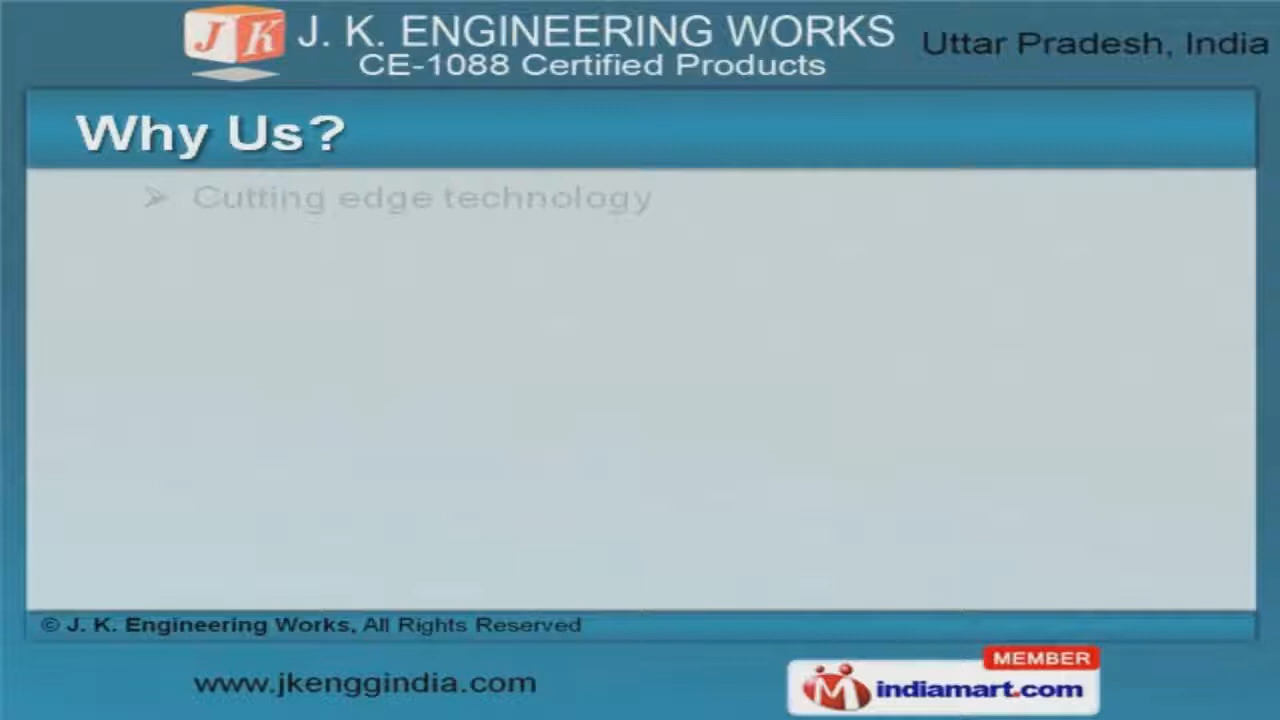 JK J. K. ENGINEERING WORKS
CE-1088 Certified Products
Uttar Pradesh, India
Why Us?
➢ Cutting edge technology
© J. K. Engineering Works, All Rights Reserved
www.jkenggindia.com
MEMBER
indiamart.com